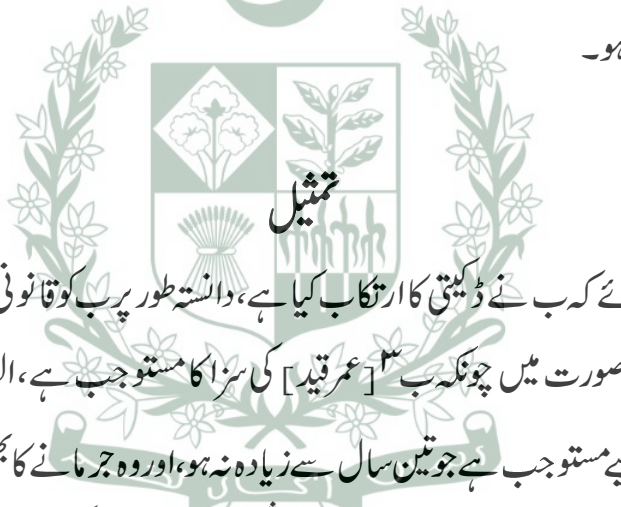 ہو۔
تمثیل
ئے کہ ب نے ڈکیتی کا ارتکاب کیا ہے، دانستہ طور پر ب کو قانونی
صورت میں چونکہ ب ۳[عمر قید] کی سزا کا مستوجب ہے، ال
یے مستوجب ہے جو تین سال سے زیادہ نہ ہو، اور وہ جرمانے کا بھ